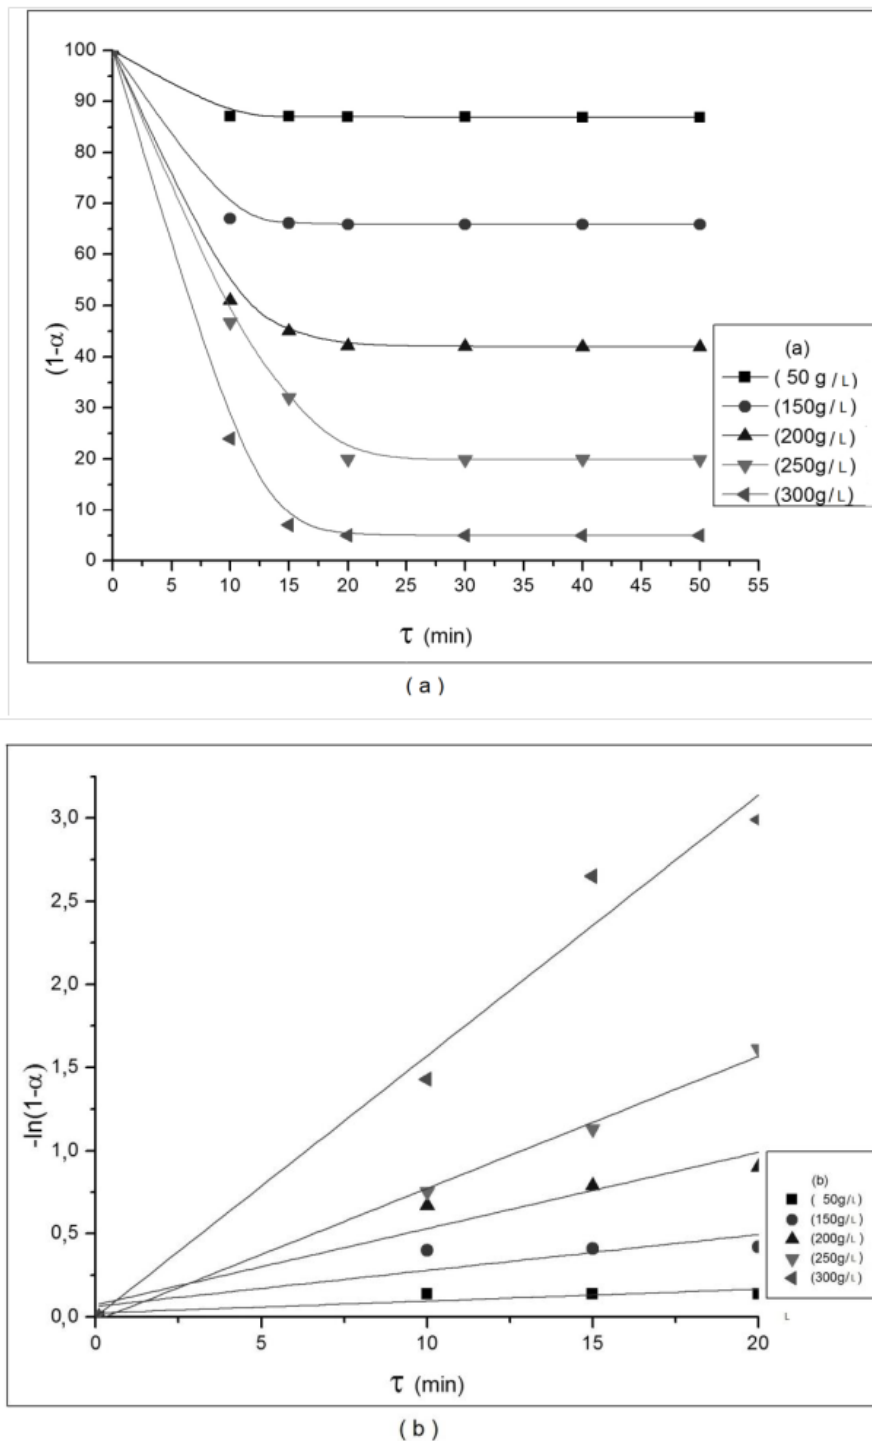 100
90
80
70
60
50
40
30
20
10
0
(1-α)
0 5 10 15 20 25 30 35 40 45 50 55
τ (min)
(a)
( 50 g/L)
(150g/L)
(200g/L)
(250g/L)
(300g/L)
( a )
3,0
2,5
2,0
1,5
1,0
0,5
0,0
-ln(1-α)
0 5 10 15 20
τ (min)
(b)
( 50g/L)
(150g/L)
(200g/L)
(250g/L)
(300g/L)
L
( b )